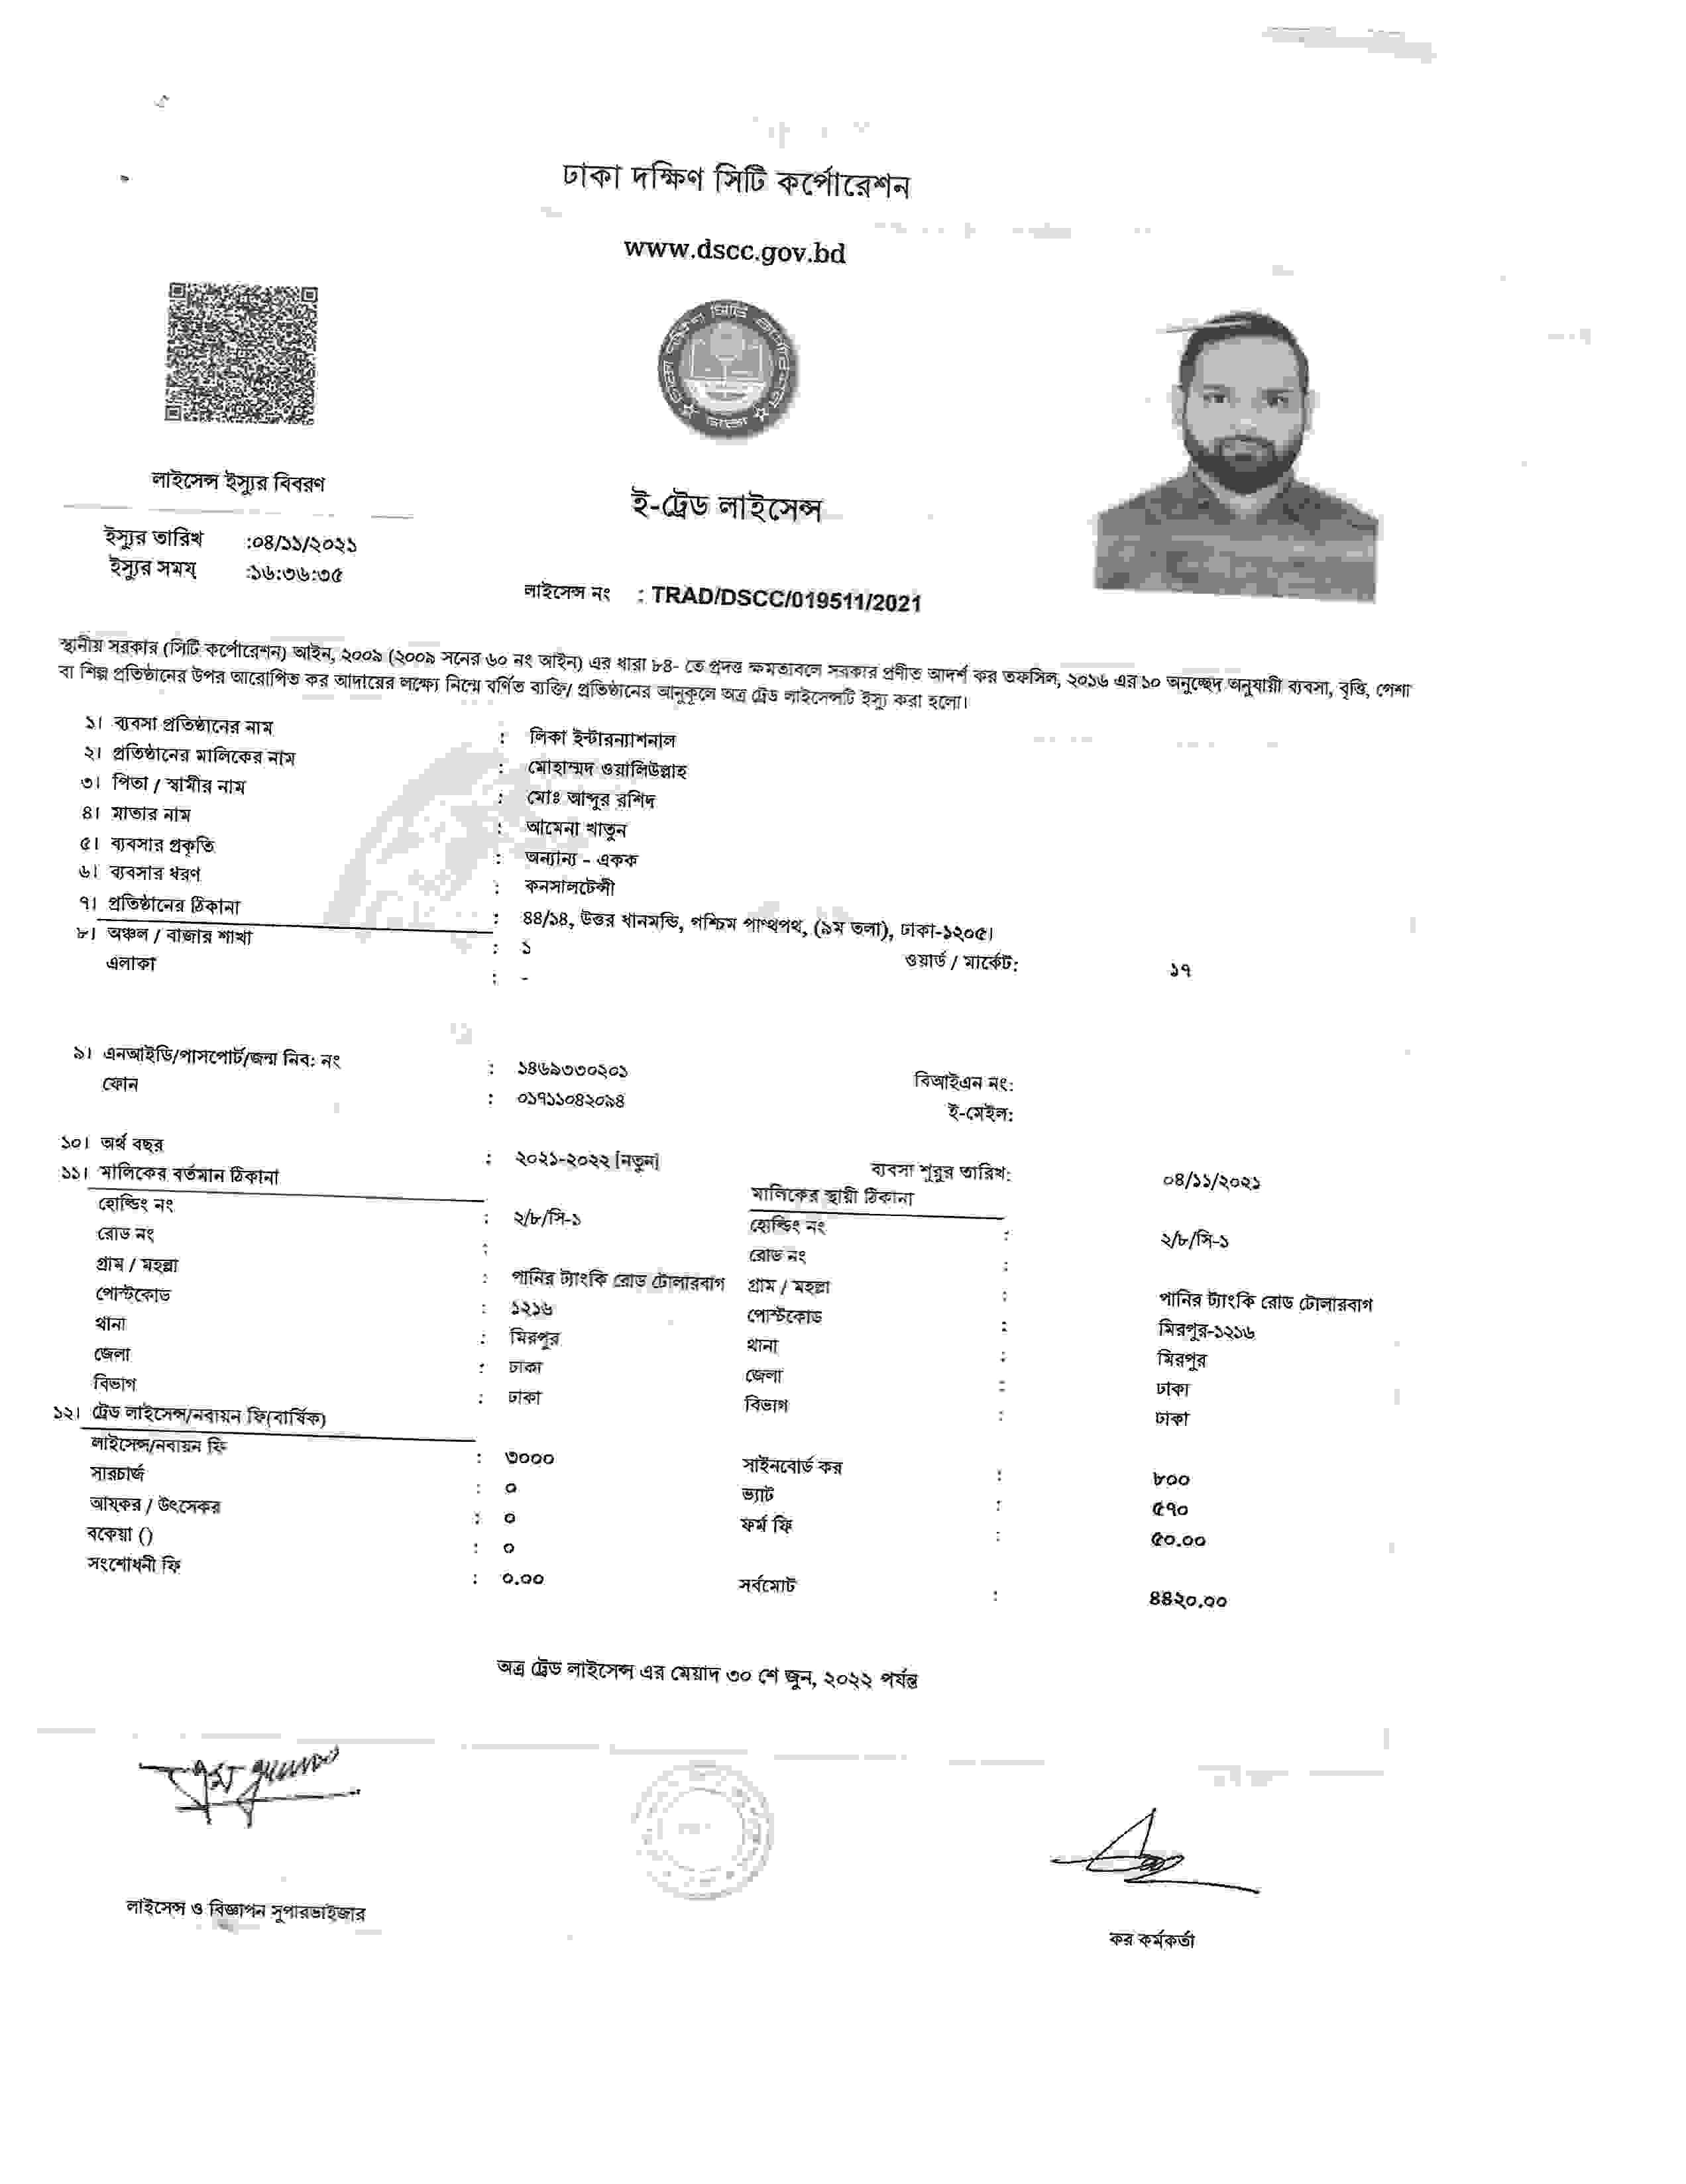 ঢাকা দক্ষিণ সিটি কর্পোরেশন
www.dscc.gov.bd
লাইসেন্স ইস্যুর বিবরণ
ই-ট্রেড লাইসেন্স
ইস্যুর তারিখ :০৪/১১/২০২১
ইস্যুর সময় :১৬:৩৬:৩৫
লাইসেন্স নং : TRAD/DSCC/019511/2021
স্থানীয় সরকার (সিটি কর্পোরেশন) আইন, ২০০৯ (২০০৯ সনের ৬০ নং আইন) এর ধারা ৮৪- তে প্রদত্ত ক্ষমতাবলে সরকার প্রণীত আদর্শ কর তফসিল, ২০১৬ এর ১০ অনুচ্ছেদ অনুযায়ী ব্যবসা, বৃত্তি, পেশা
বা শিল্প প্রতিষ্ঠানের উপর আরোপিত কর আদায়ের লক্ষ্যে নিম্নে বর্ণিত ব্যক্তি/ প্রতিষ্ঠানের আনুকূলে অত্র ট্রেড লাইসেন্সটি ইস্যু করা হলো।
১। ব্যবসা প্রতিষ্ঠানের নাম : লিকা ইন্টারন্যাশনাল
২। প্রতিষ্ঠানের মালিকের নাম : মোহাম্মদ ওয়ালিউল্লাহ
৩। পিতা / স্বামীর নাম : মোঃ আব্দুর রশিদ
৪। মাতার নাম : আমেনা খাতুন
৫। ব্যবসার প্রকৃতি : অন্যান্য - একক
৬। ব্যবসার ধরণ : কনসালটেন্সী
৭। প্রতিষ্ঠানের ঠিকানা : ৪৪/১৪, উত্তর ধানমন্ডি, পশ্চিম পান্থপথ, (৯ম তলা), ঢাকা-১২০৫।
৮। অঞ্চল / বাজার শাখা : ১ ওয়ার্ড / মার্কেট: ১৭
এলাকা : -
৯। এনআইডি/পাসপোর্ট/জন্ম নিব: নং : ১৪৬৯৩৩০২০১ বিআইএন নং:
ফোন : ০১৭১১০৪২০৯৪ ই-মেইল:
১০। অর্থ বছর : ২০২১-২০২২ [নতুন] ব্যবসা শুরুর তারিখ: ০৪/১১/২০২১
১১। মালিকের বর্তমান ঠিকানা মালিকের স্থায়ী ঠিকানা
হোল্ডিং নং : ২/৮/সি-১ হোল্ডিং নং : ২/৮/সি-১
রোড নং : রোড নং :
গ্রাম / মহল্লা : পানির ট্যাংকি রোড টোলারবাগ গ্রাম / মহল্লা : পানির ট্যাংকি রোড টোলারবাগ
পোস্টকোড : ১২১৬ পোস্টকোড : মিরপুর-১২১৬
থানা : মিরপুর থানা : মিরপুর
জেলা : ঢাকা জেলা : ঢাকা
বিভাগ : ঢাকা বিভাগ : ঢাকা
১২। ট্রেড লাইসেন্স/নবায়ন ফি(বার্ষিক)
লাইসেন্স/নবায়ন ফি : ৩০০০ সাইনবোর্ড কর : ৮০০
সারচার্জ : ০ ভ্যাট : ৫৭০
আয়কর / উৎসেকর : ০ ফর্ম ফি : ৫০.০০
বকেয়া () : ০
সংশোধনী ফি : ০.০০ সর্বমোট : ৪৪২০.০০
অত্র ট্রেড লাইসেন্স এর মেয়াদ ৩০ শে জুন, ২০২২ পর্যন্ত
লাইসেন্স ও বিজ্ঞাপন সুপারভাইজার
কর কর্মকর্তা